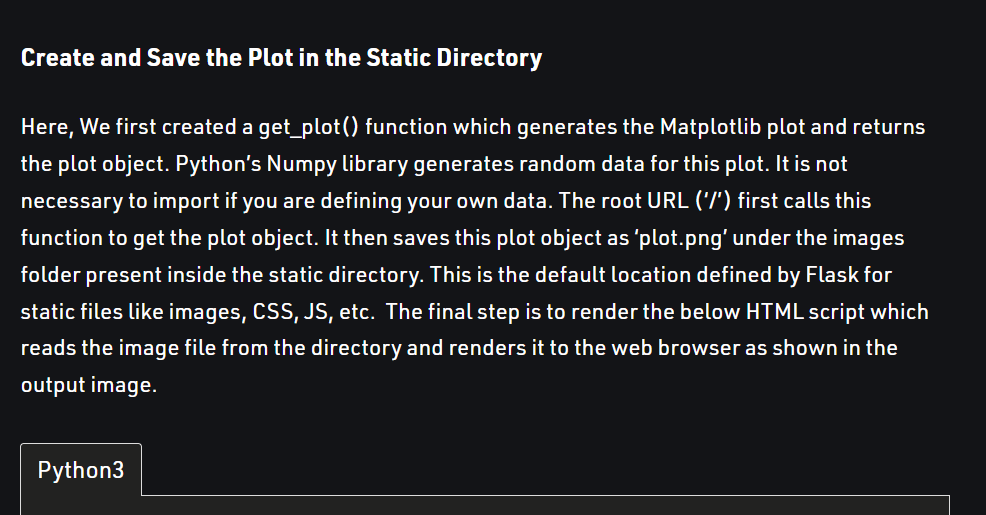 Create and Save the Plot in the Static Directory
Here, We first created a get_plot() function which generates the Matplotlib plot and returns
the plot object. Python’s Numpy library generates random data for this plot. It is not
necessary to import if you are defining your own data. The root URL (‘/’) first calls this
function to get the plot object. It then saves this plot object as ‘plot.png’ under the images
folder present inside the static directory. This is the default location defined by Flask for
static files like images, CSS, JS, etc.  The final step is to render the below HTML script which
reads the image file from the directory and renders it to the web browser as shown in the
output image.
Python3